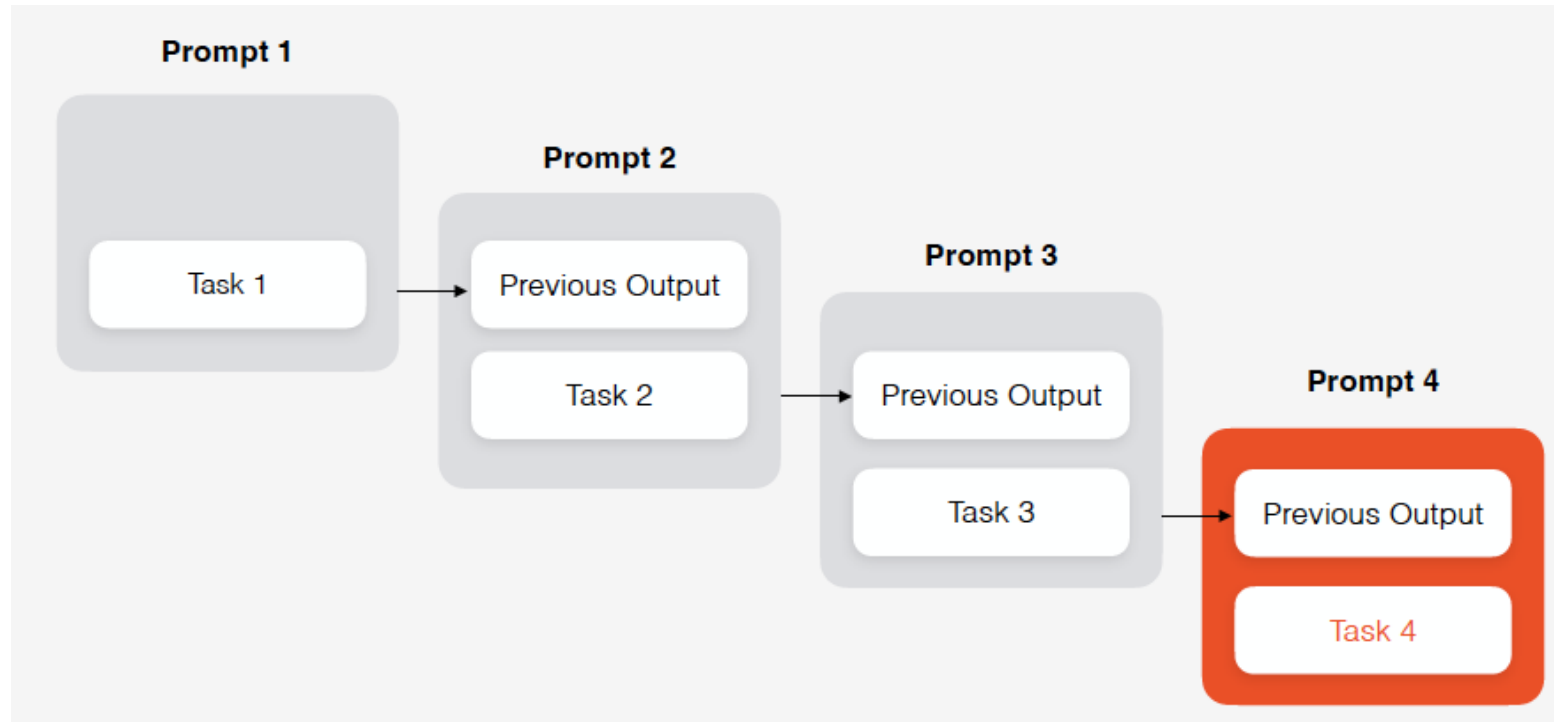 Prompt 1
Task 1
Prompt 2
Previous Output
Task 2
Prompt 3
Previous Output
Task 3
Prompt 4
Previous Output
Task 4